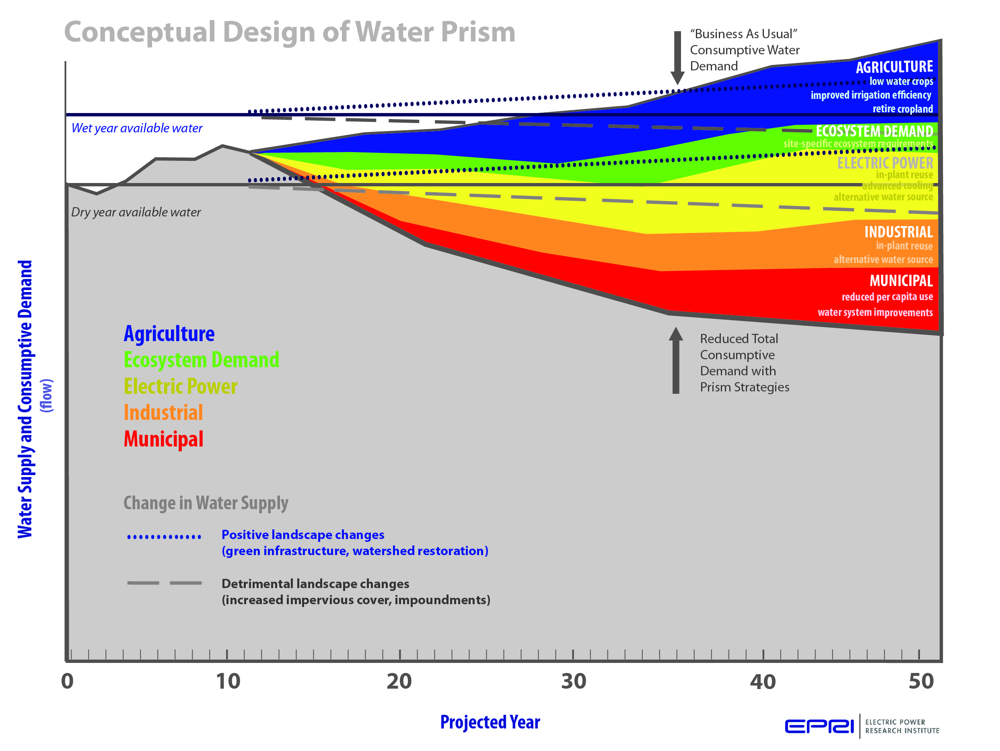 Conceptual Design of Water Prism
“Business As Usual”
Consumptive Water
Demand
AGRICULTURE
low water crops
improved irrigation efficiency
retire cropland
Wet year available water
ECOSYSTEM DEMAND
site-specific ecosystem requirements
ELECTRIC POWER
in-plant reuse
advanced cooling
alternative water source
Dry year available water
INDUSTRIAL
in-plant reuse
alternative water source
MUNICIPAL
reduced per capita use
water system improvements
Water Supply and Consumptive Demand
(flow)
Agriculture
Ecosystem Demand
Electric Power
Industrial
Municipal
Reduced Total
Consumptive
Demand with
Prism Strategies
Change in Water Supply
Positive landscape changes
(green infrastructure, watershed restoration)
Detrimental landscape changes
(increased impervious cover, impoundments)
0 10 20 30 40 50
Projected Year
EPRI
ELECTRIC POWER
RESEARCH INSTITUTE